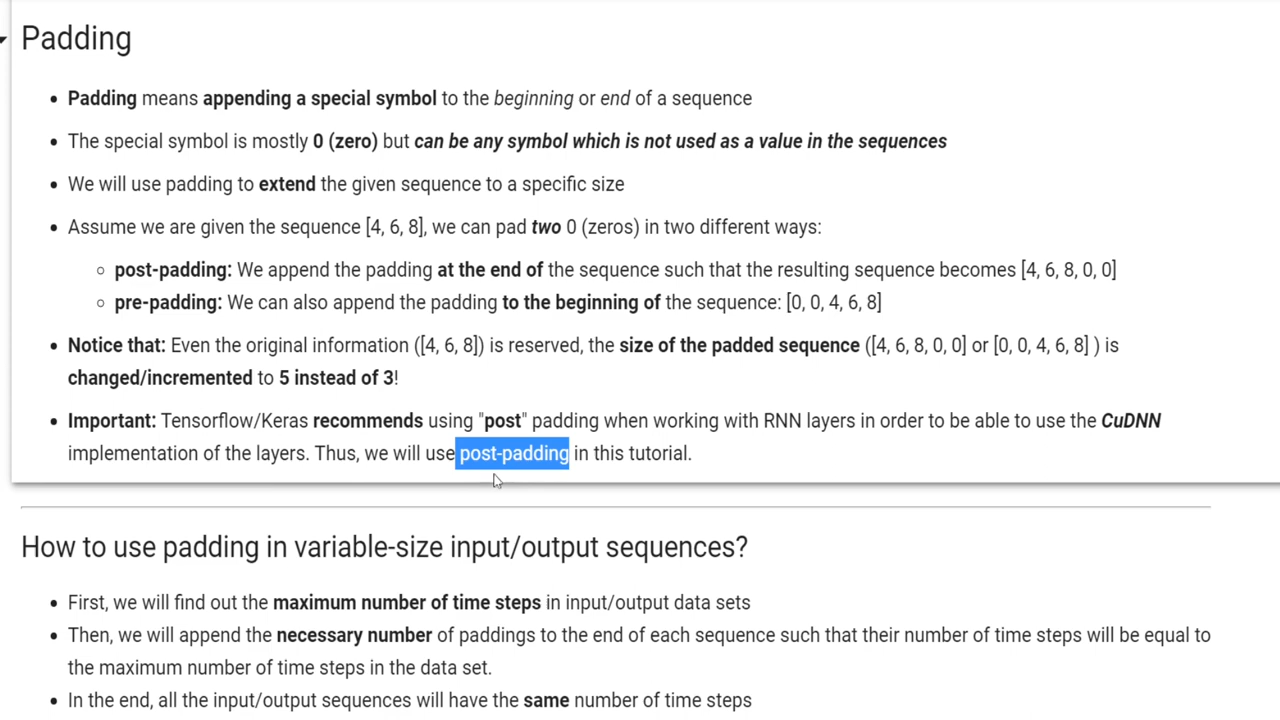 Padding
Padding means appending a special symbol to the beginning or end of a sequence
The special symbol is mostly 0 (zero) but can be any symbol which is not used as a value in the sequences
We will use padding to extend the given sequence to a specific size
Assume we are given the sequence [4, 6, 8], we can pad two 0 (zeros) in two different ways:
post-padding: We append the padding at the end of the sequence such that the resulting sequence becomes [4, 6, 8, 0, 0]
pre-padding: We can also append the padding to the beginning of the sequence: [0, 0, 4, 6, 8]
Notice that: Even the original information ([4, 6, 8]) is reserved, the size of the padded sequence ([4, 6, 8, 0, 0] or [0, 0, 4, 6, 8] ) is
changed/incremented to 5 instead of 3!
Important: Tensorflow/Keras recommends using "post" padding when working with RNN layers in order to be able to use the CuDNN
implementation of the layers. Thus, we will use post-padding in this tutorial.
How to use padding in variable-size input/output sequences?
First, we will find out the maximum number of time steps in input/output data sets
Then, we will append the necessary number of paddings to the end of each sequence such that their number of time steps will be equal to
the maximum number of time steps in the data set.
In the end, all the input/output sequences will have the same number of time steps